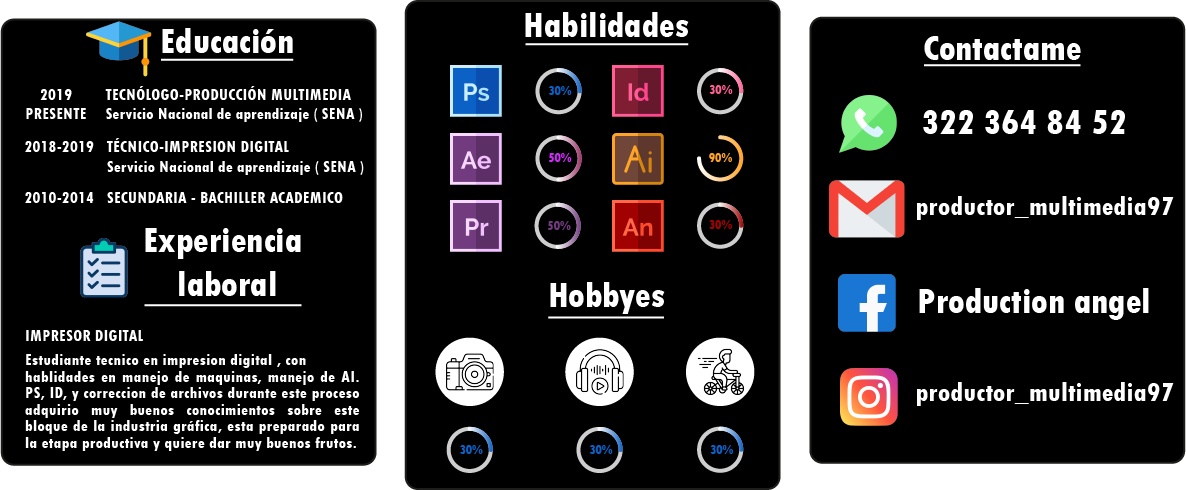 Educación
2019
PRESENTE
TECNÓLOGO-PRODUCCIÓN MULTIMEDIA
Servicio Nacional de aprendizaje ( SENA )
2018-2019 TÉCNICO-IMPRESION DIGITAL
Servicio Nacional de aprendizaje ( SENA )
2010-2014 SECUNDARIA - BACHILLER ACADEMICO
Experiencia
laboral
IMPRESOR DIGITAL
Estudiante tecnico en impresion digital , con
hablidades en manejo de maquinas, manejo de AI.
PS, ID, y correccion de archivos durante este proceso
adquirio muy buenos conocimientos sobre este
bloque de la industria gráfica, esta preparado para
la etapa productiva y quiere dar muy buenos frutos.
Habilidades
Ps 30% Id 30%
Ae 50% Ai 90%
Pr 50% An 30%
Hobbyes
30% 30% 30%
Contactame
322 364 84 52
productor_multimedia97
Production angel
productor_multimedia97